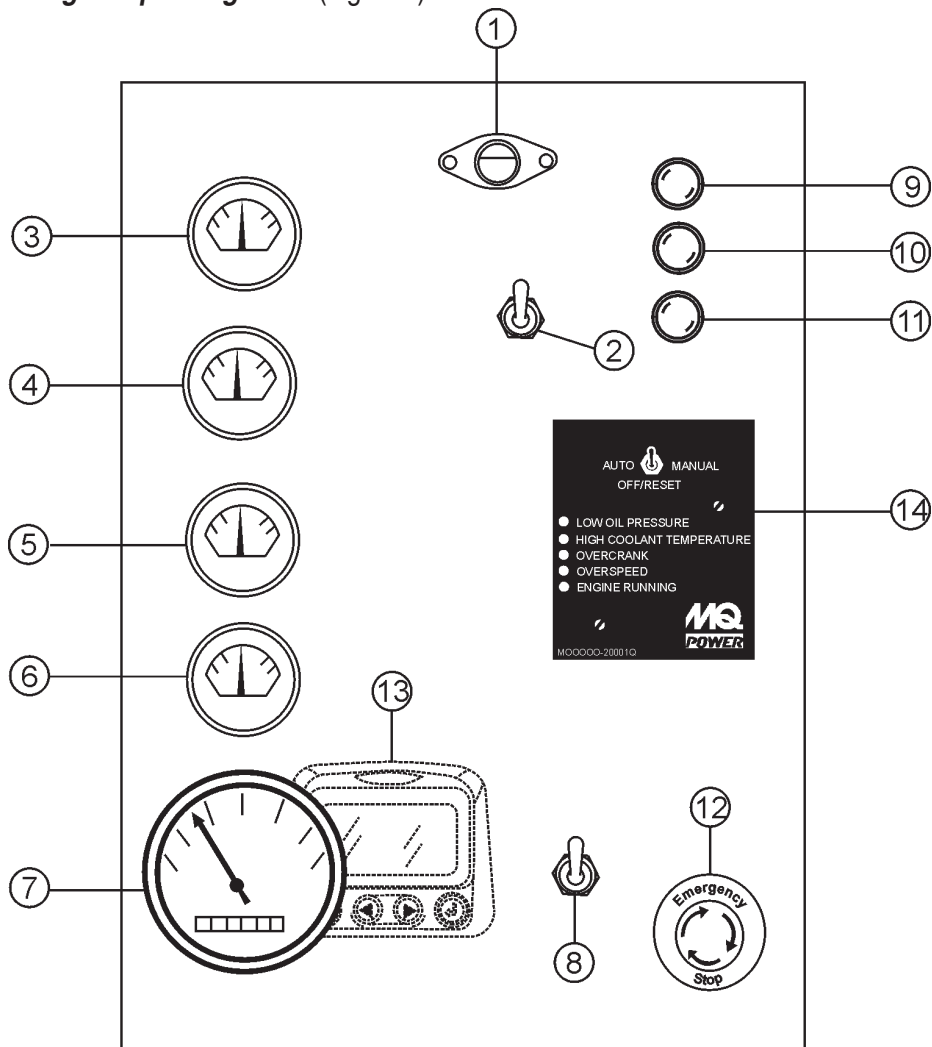 1
9
3
10
11
2
4
AUTO MANUAL
OFF/RESET
14
LOW OIL PRESSURE
5
HIGH COOLANT TEMPERATURE
OVERCRANK
OVERSPEED
ENGINE RUNNING
MQ
POWER
MOOOOO-20001Q
6
13
12
7
Emergency
Stop
8